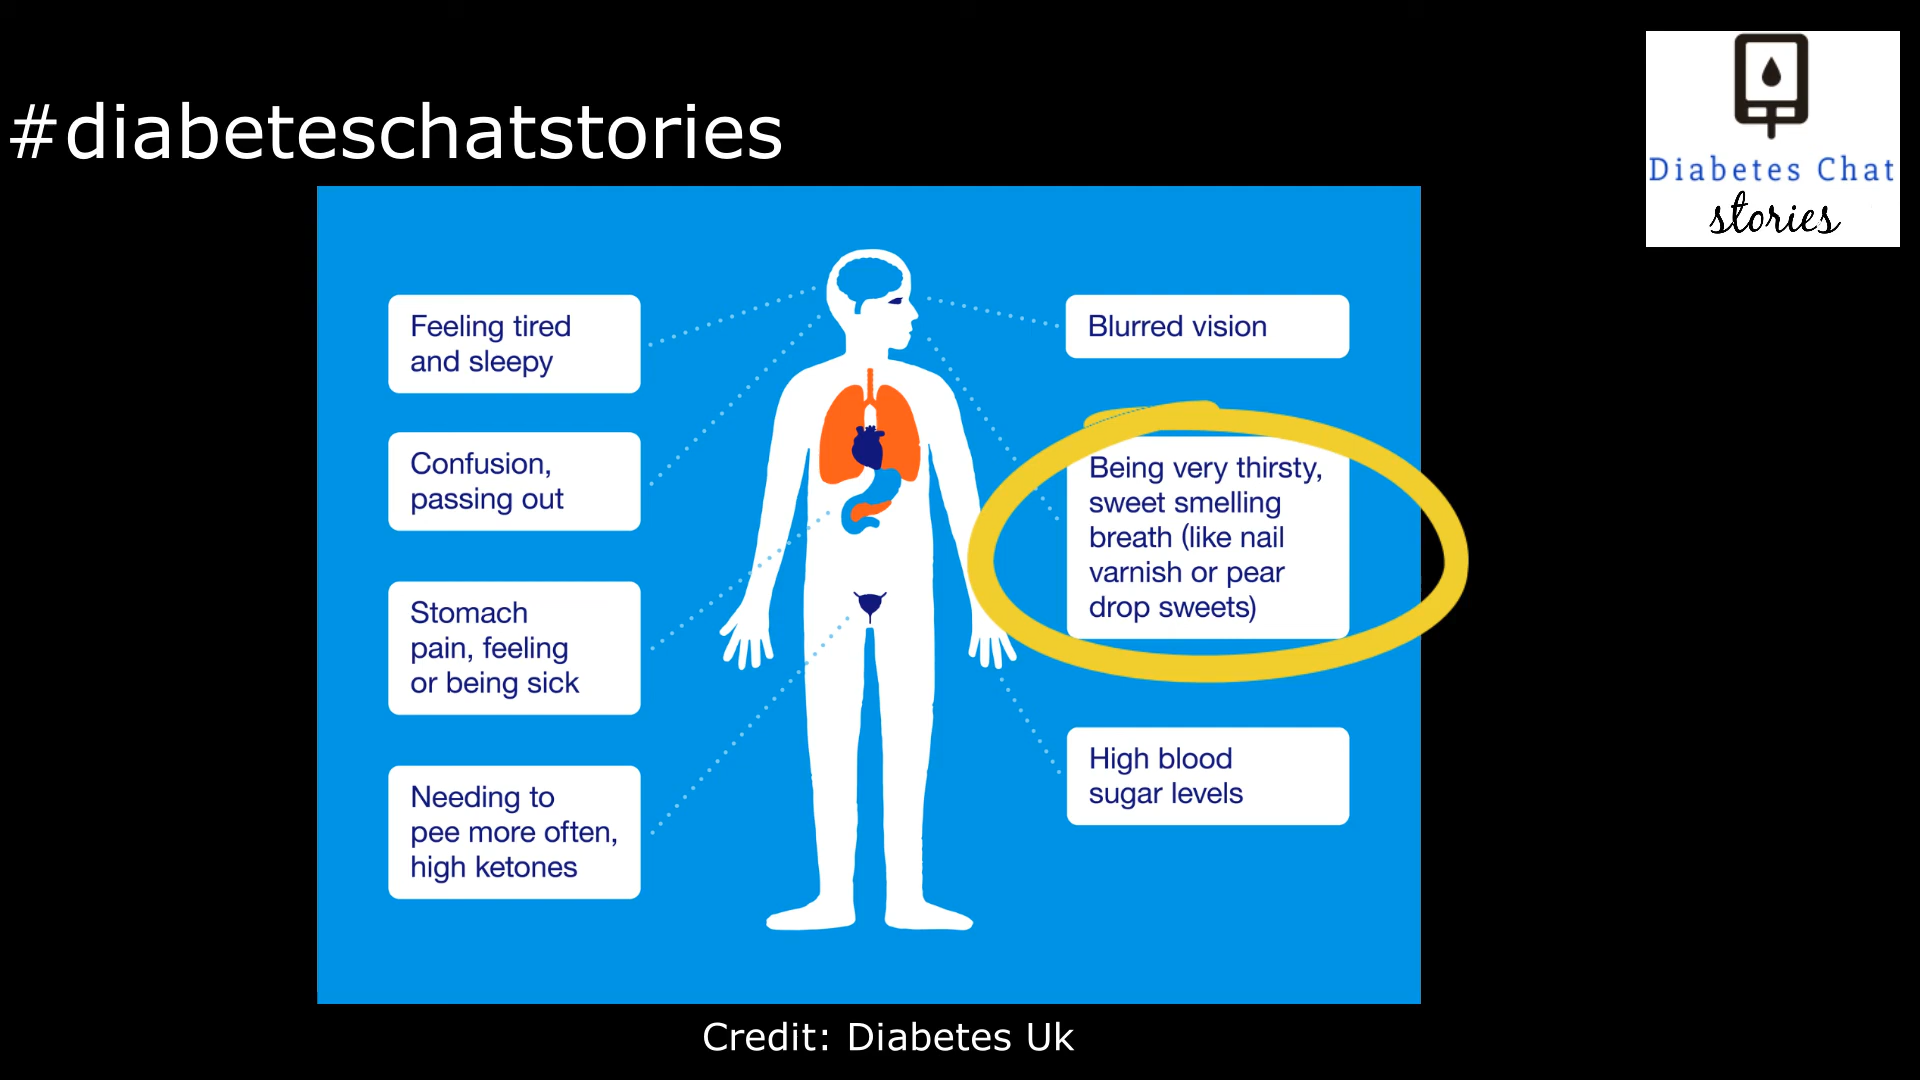 #diabeteschatstories
Diabetes Chat
stories
Feeling tired
and sleepy
Confusion,
passing out
Stomach
pain, feeling
or being sick
Needing to
pee more often,
high ketones
Blurred vision
Being very thirsty,
sweet smelling
breath (like nail
varnish or pear
drop sweets)
High blood
sugar levels
Credit: Diabetes Uk